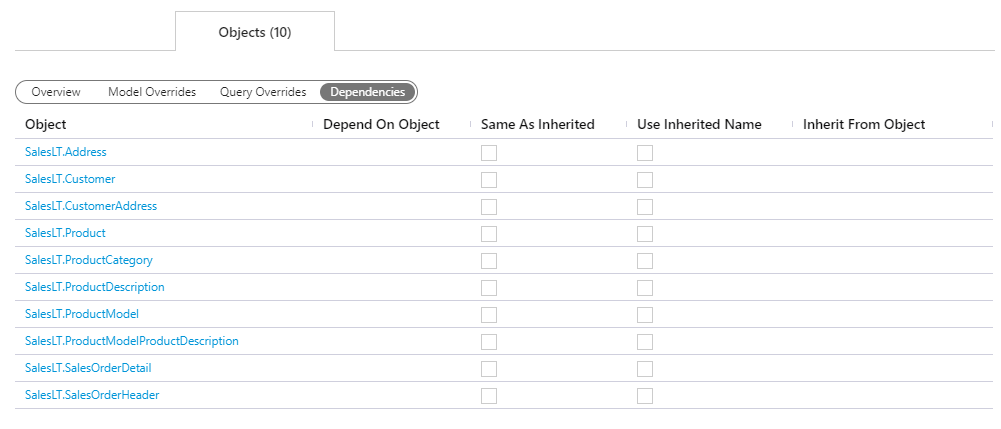 Objects (10)
Overview Model Overrides Query Overrides Dependencies
Object Depend On Object Same As Inherited Use Inherited Name Inherit From Object
SalesLT.Address
SalesLT.Customer
SalesLT.CustomerAddress
SalesLT.Product
SalesLT.ProductCategory
SalesLT.ProductDescription
SalesLT.ProductModel
SalesLT.ProductModelProductDescription
SalesLT.SalesOrderDetail
SalesLT.SalesOrderHeader